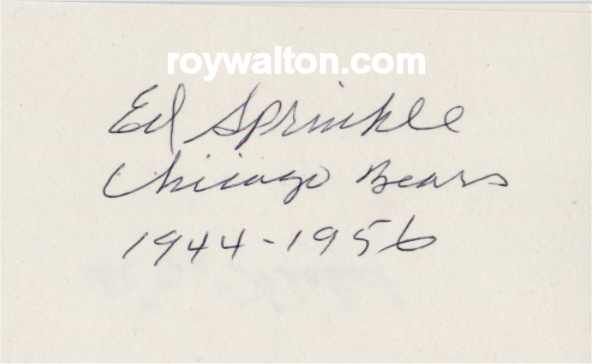 roywalton.com
Ed Sprinkle
Chicago Bears
1944-1956